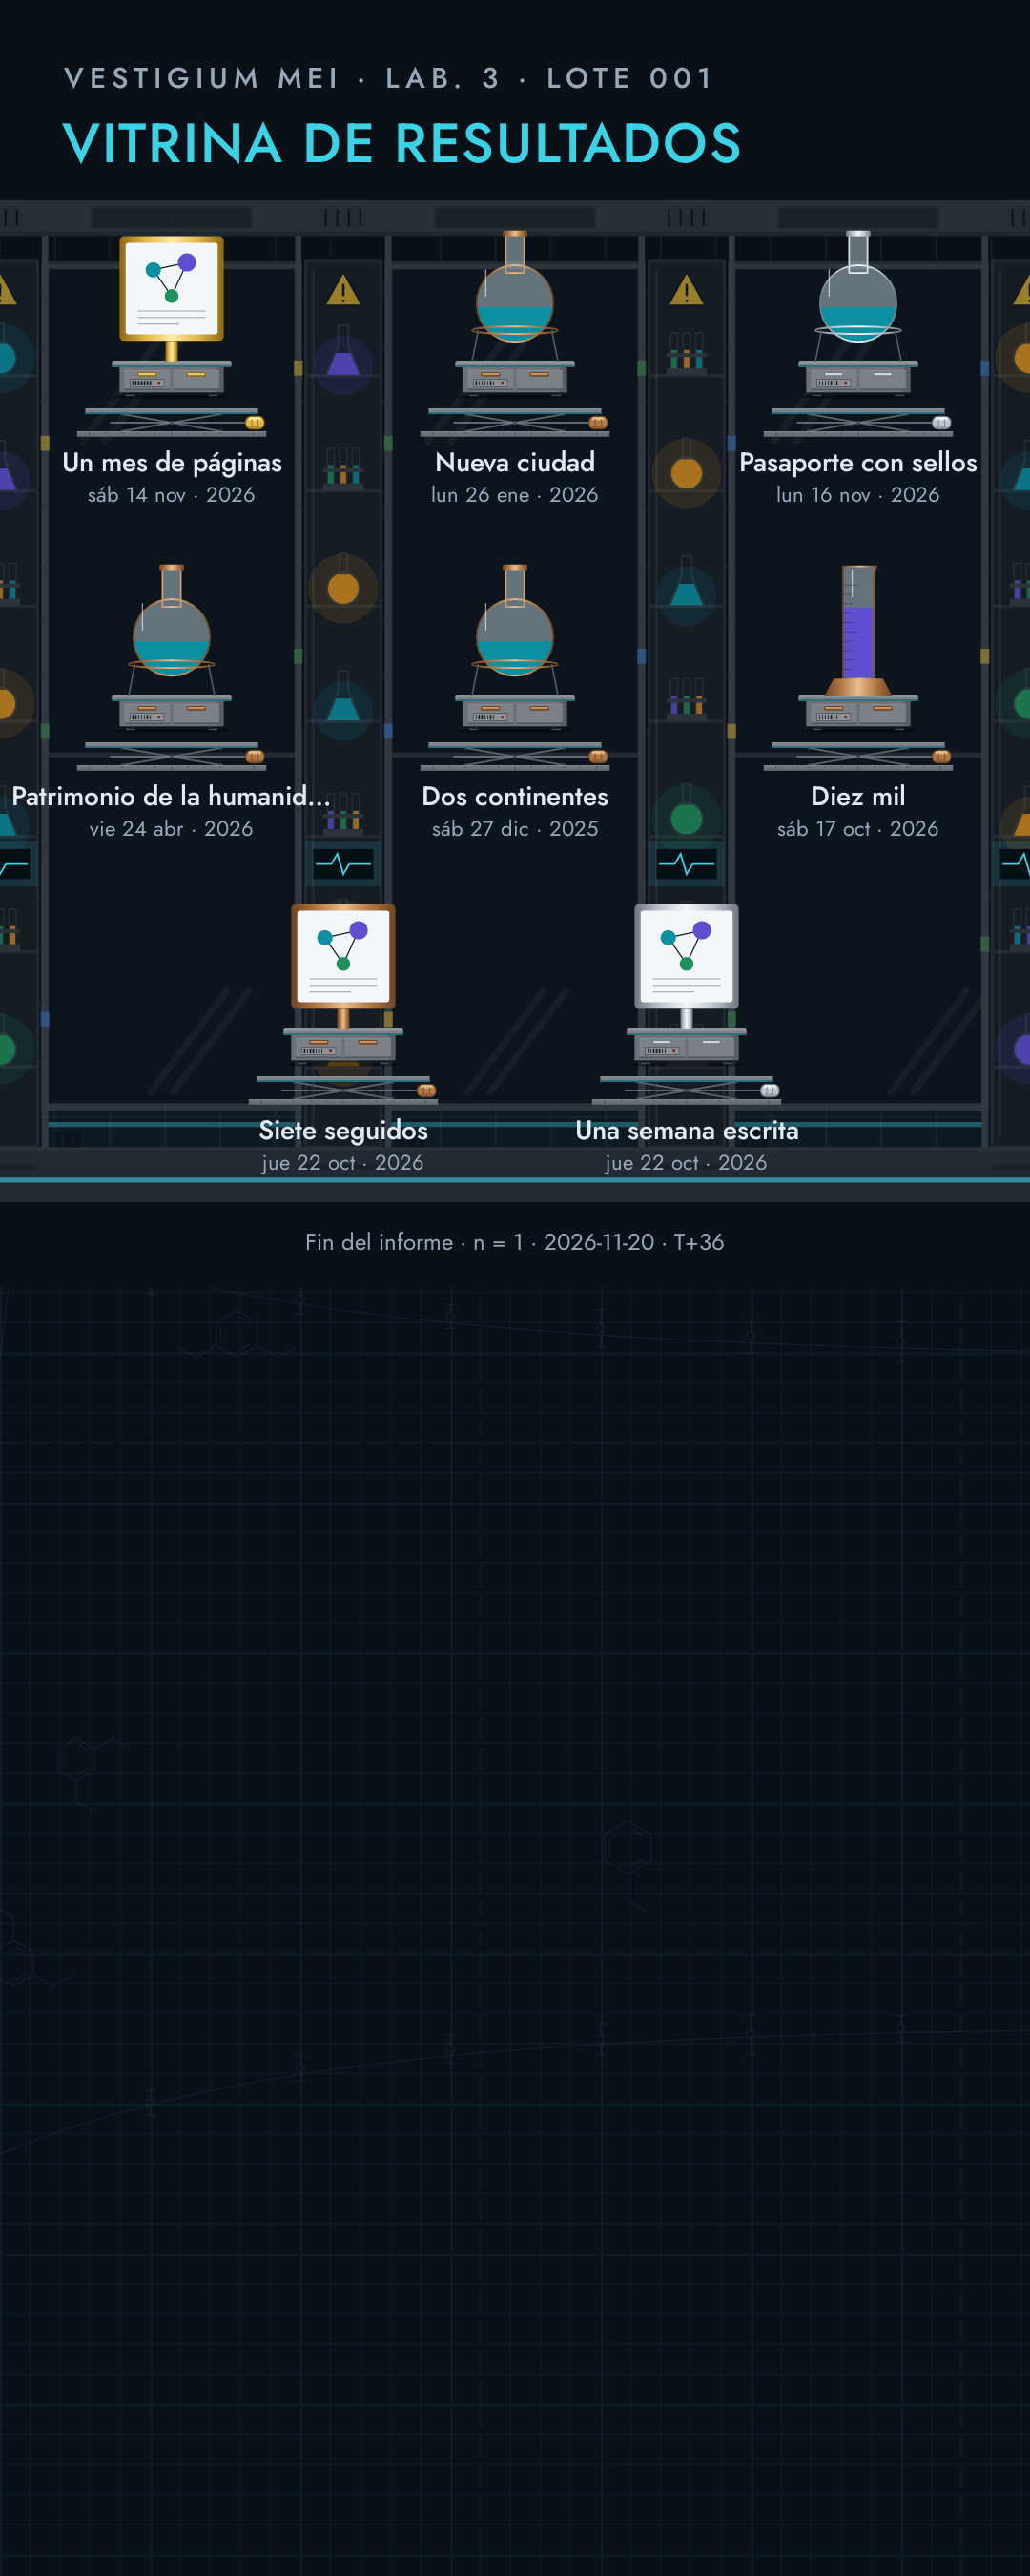 VESTIGIUM MEI · LAB. 3 · LOTE 001
VITRINA DE RESULTADOS
Un mes de páginas
sáb 14 nov · 2026
Nueva ciudad
lun 26 ene · 2026
Pasaporte con sellos
lun 16 nov · 2026
Patrimonio de la humanid...
vie 24 abr · 2026
Dos continentes
sáb 27 dic · 2025
Diez mil
sáb 17 oct · 2026
Siete seguidos
jue 22 oct · 2026
Una semana escrita
jue 22 oct · 2026
Fin del informe · n = 1 · 2026-11-20 · T+36